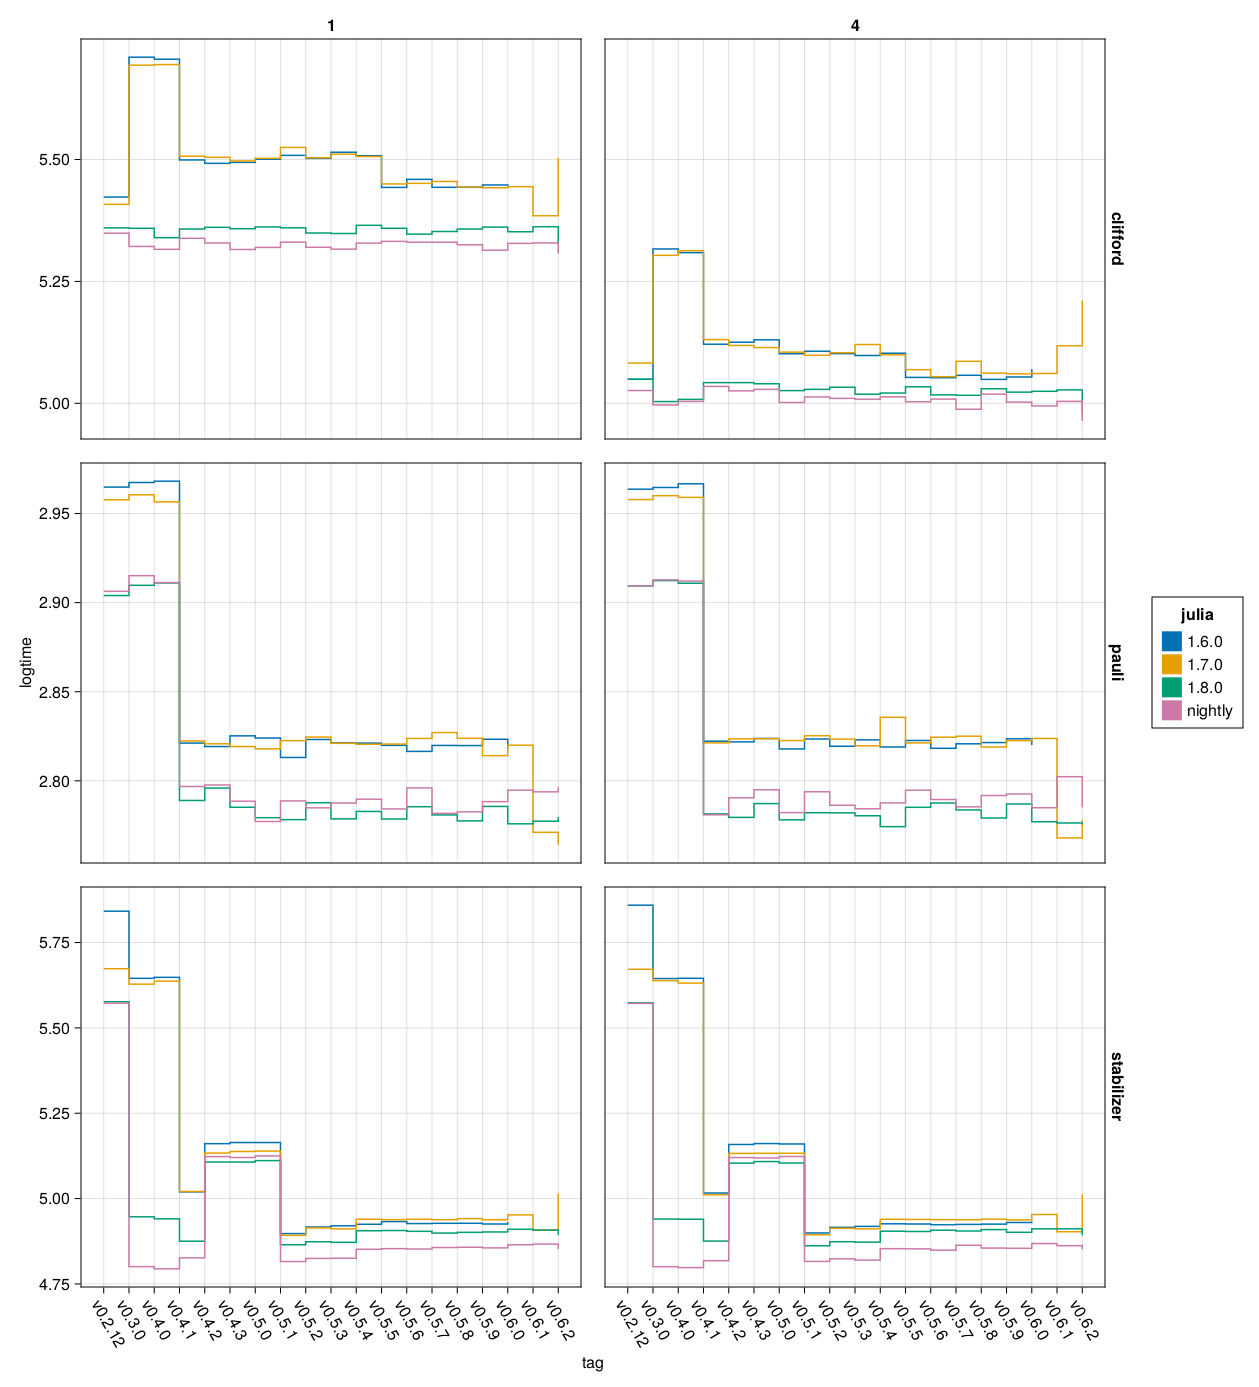 1
4
5.50
5.25
5.00
clifford
2.95
2.90
2.85
2.80
logtime
pauli
julia
1.6.0
1.7.0
1.8.0
nightly
5.75
5.50
5.25
5.00
4.75
stabilizer
v0.2.12
v0.3.0
v0.4.0
v0.4.1
v0.4.2
v0.4.3
v0.5.0
v0.5.1
v0.5.2
v0.5.3
v0.5.4
v0.5.5
v0.5.6
v0.5.7
v0.5.8
v0.5.9
v0.6.0
v0.6.1
v0.6.2
v0.2.12
v0.3.0
v0.4.0
v0.4.1
v0.4.2
v0.4.3
v0.5.0
v0.5.1
v0.5.2
v0.5.3
v0.5.4
v0.5.5
v0.5.6
v0.5.7
v0.5.8
v0.5.9
v0.6.0
v0.6.1
v0.6.2
tag